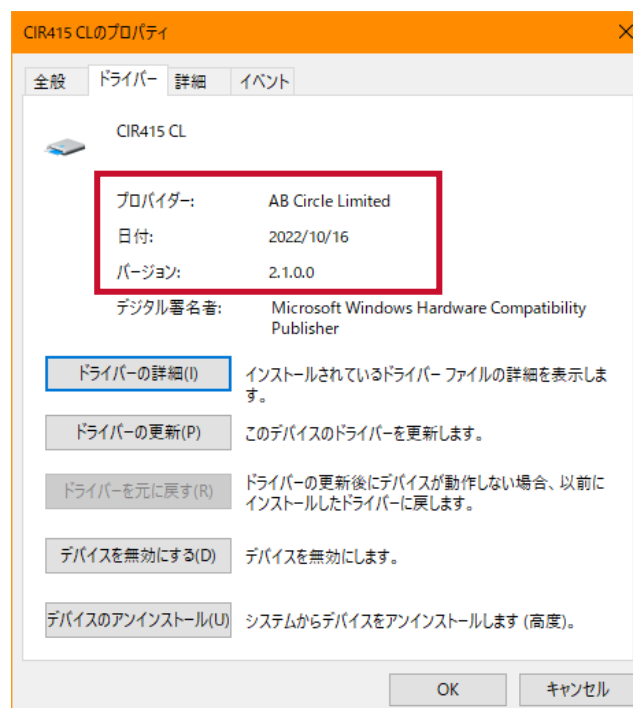 CIR415 CLのプロパティ
全般 ドライバー 詳細 イベント
CIR415 CL
プロバイダー: AB Circle Limited
日付: 2022/10/16
バージョン: 2.1.0.0
デジタル署名者: Microsoft Windows Hardware Compatibility
Publisher
ドライバーの詳細(I) インストールされているドライバー ファイルの詳細を表示しま
す。
ドライバーの更新(P) このデバイスのドライバーを更新します。
ドライバーを元に戻す(R) ドライバーの更新後にデバイスが動作しない場合、以前に
インストールしたドライバーに戻します。
デバイスを無効にする(D) デバイスを無効にします。
デバイスのアンインストール(U) システムからデバイスをアンインストールします (高度)。
OK キャンセル